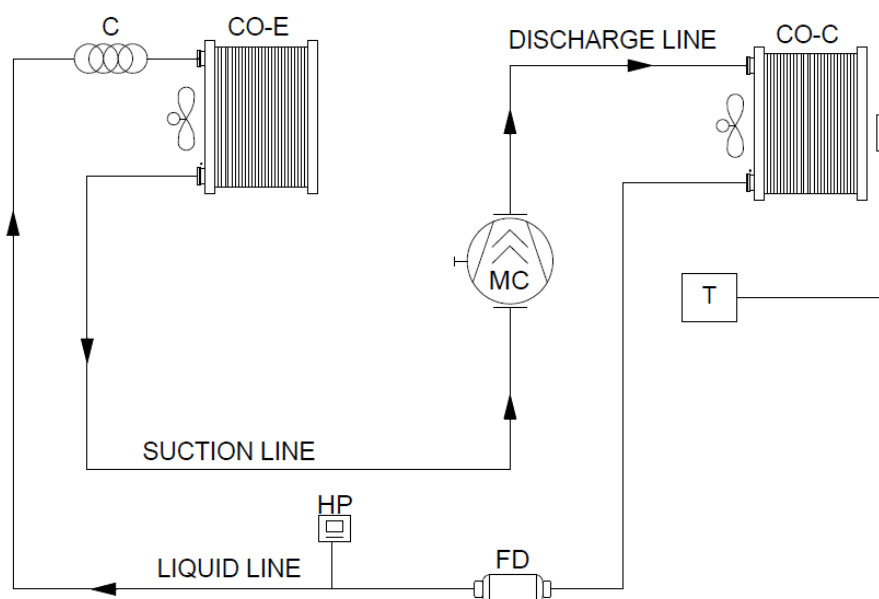 C
CO-E
DISCHARGE LINE
CO-C
MC
T
SUCTION LINE
HP
LIQUID LINE
FD